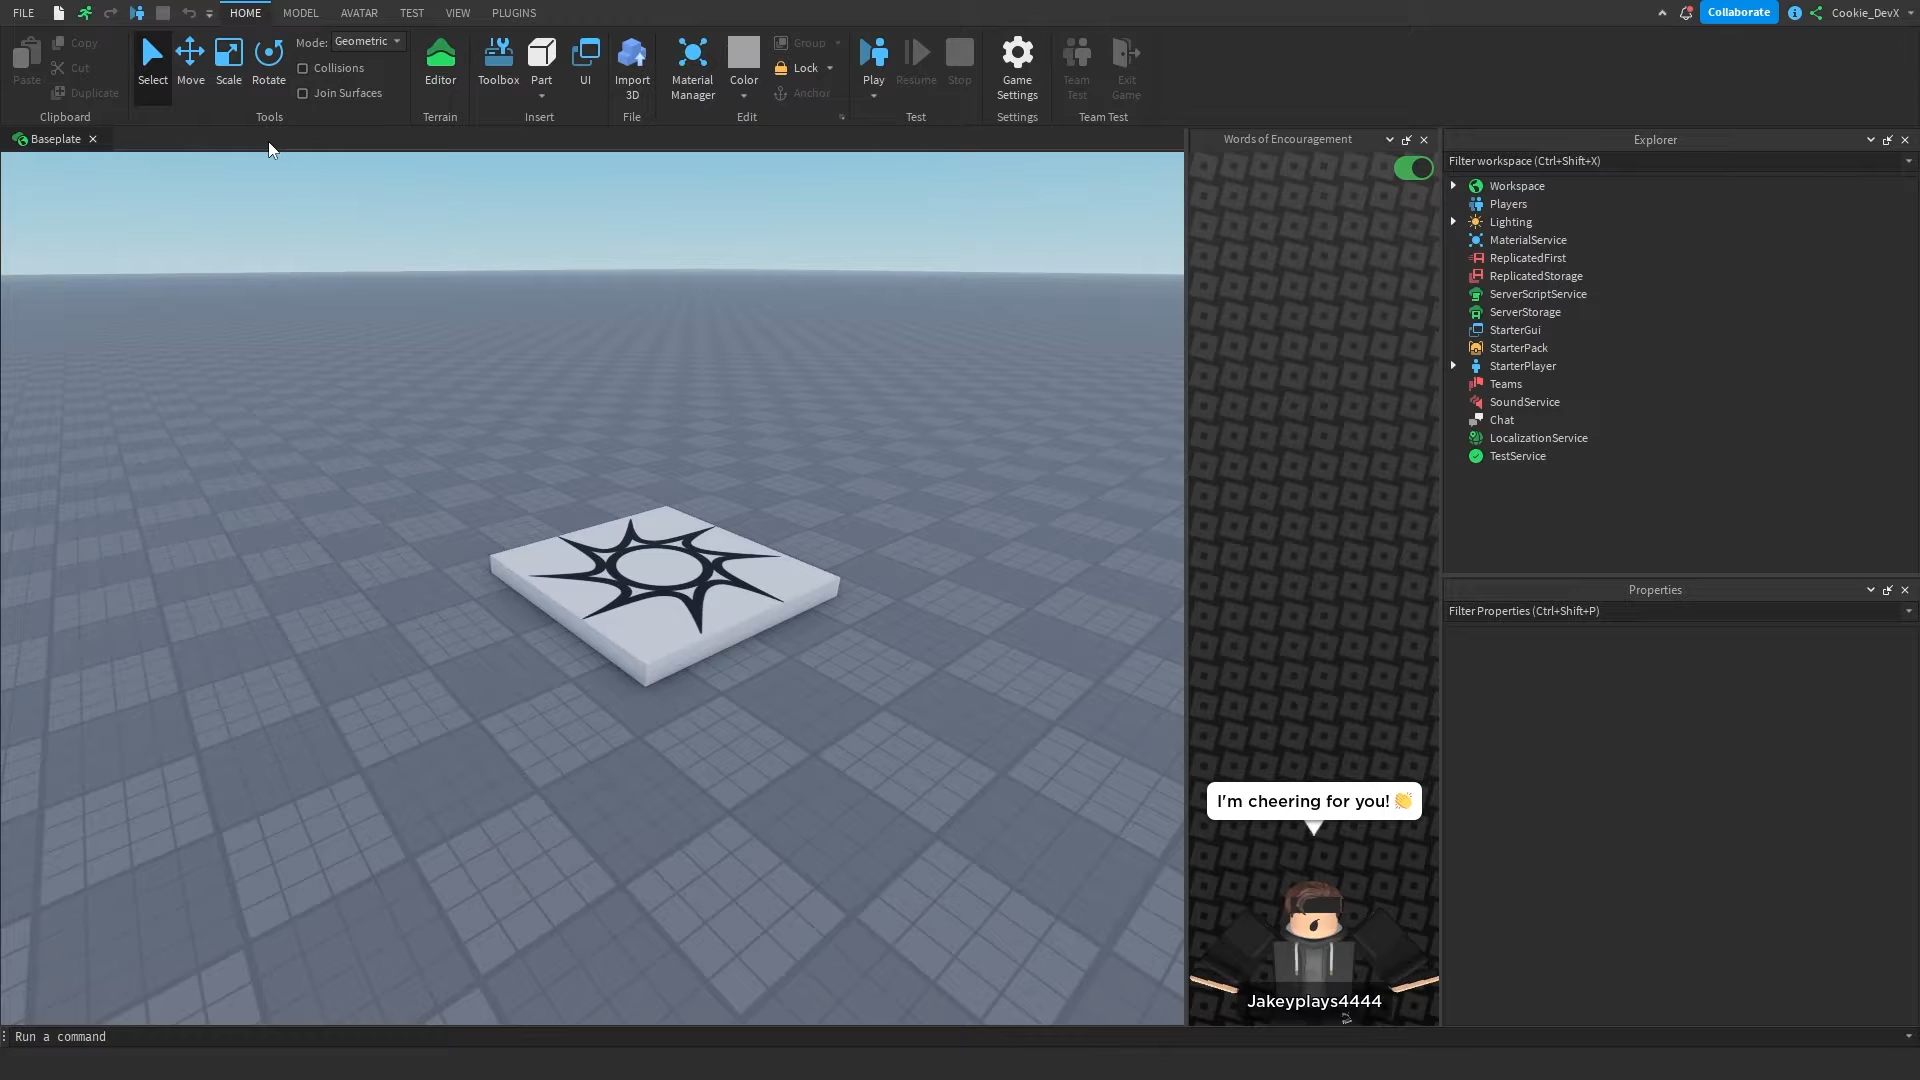 FILE
HOME
MODEL
AVATAR
TEST
VIEW
PLUGINS
Collaborate
Cookie_DevX
Paste
Copy
Cut
Duplicate
Clipboard
Select
Move
Scale
Rotate
Mode:
Geometric
Collisions
Join Surfaces
Tools
Editor
Terrain
Toolbox
Part
UI
Insert
Import
3D
File
Material
Manager
Color
Group
Lock
Anchor
Edit
Play
Resume
Stop
Test
Game
Settings
Settings
Team
Test
Exit
Game
Team Test
Baseplate
Words of Encouragement
I'm cheering for you! 👏
Jakeyplays4444
Explorer
Filter workspace (Ctrl+Shift+X)
Workspace
Players
Lighting
MaterialService
ReplicatedFirst
ReplicatedStorage
ServerScriptService
ServerStorage
StarterGui
StarterPack
StarterPlayer
Teams
SoundService
Chat
LocalizationService
TestService
Properties
Filter Properties (Ctrl+Shift+P)
Run a command